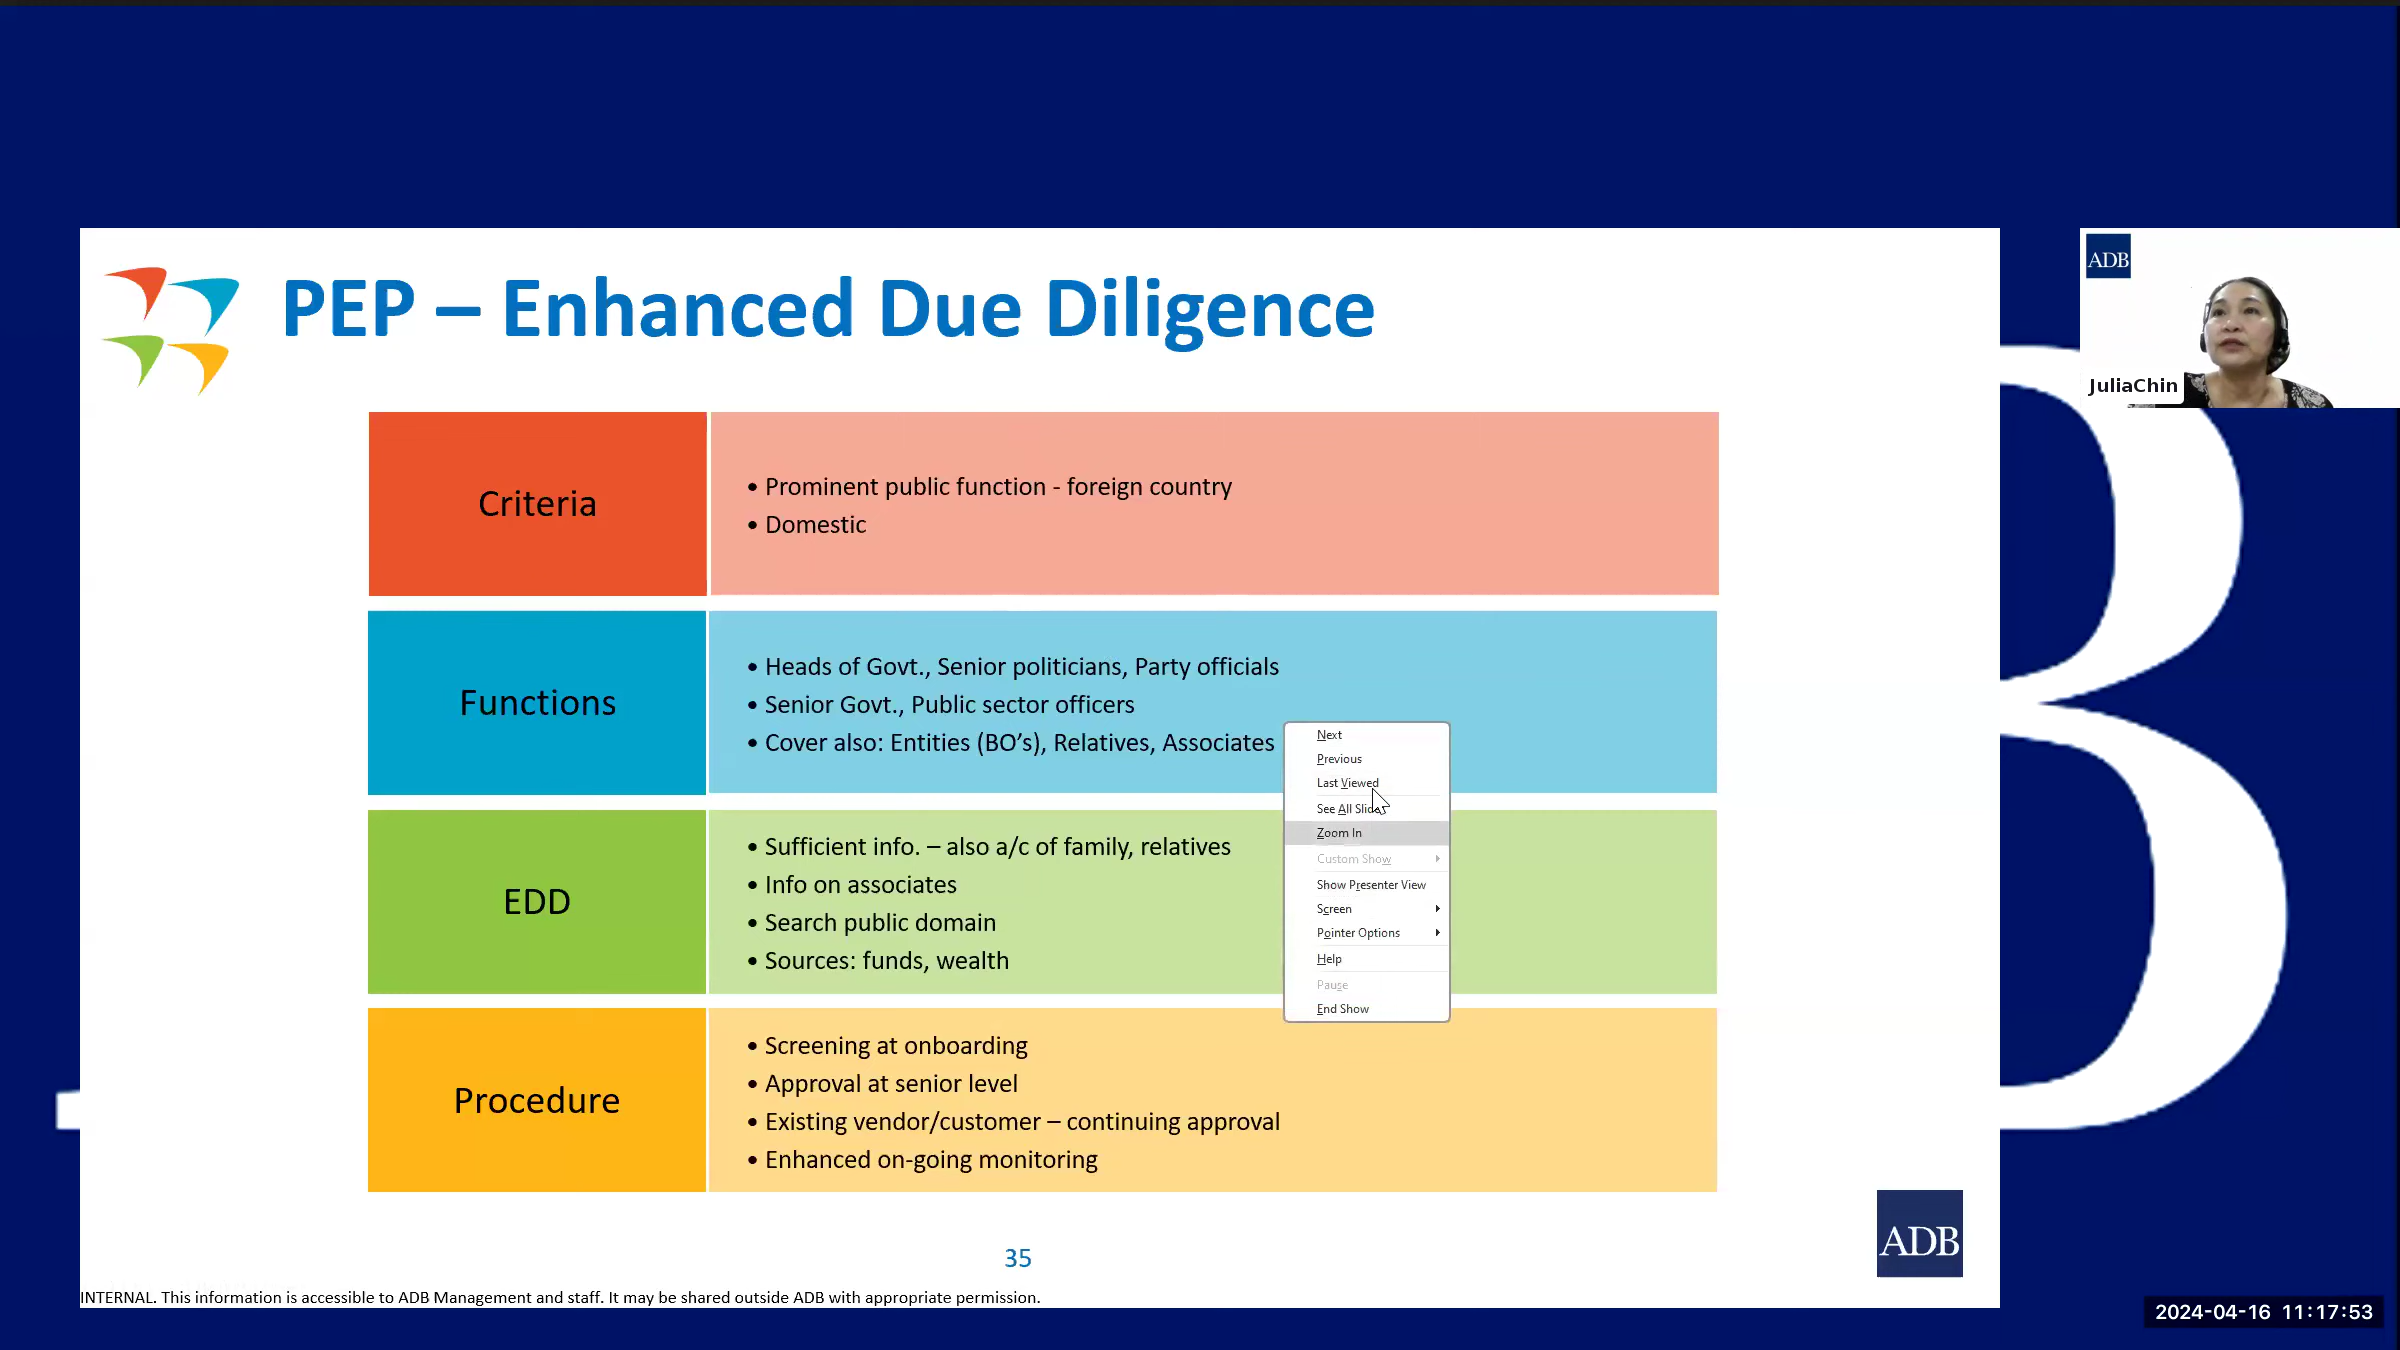 PEP – Enhanced Due Diligence
ADB
JuliaChin
Criteria
• Prominent public function - foreign country
• Domestic
Functions
• Heads of Govt., Senior politicians, Party officials
• Senior Govt., Public sector officers
• Cover also: Entities (BO’s), Relatives, Associates
Next
Previous
Last Viewed
See All Slid
Zoom In
Custom Show
Show Presenter View
Screen
Pointer Options
Help
Pause
End Show
EDD
• Sufficient info. – also a/c of family, relatives
• Info on associates
• Search public domain
• Sources: funds, wealth
Procedure
• Screening at onboarding
• Approval at senior level
• Existing vendor/customer – continuing approval
• Enhanced on-going monitoring
35
ADB
INTERNAL. This information is accessible to ADB Management and staff. It may be shared outside ADB with appropriate permission.
2024-04-16 11:17:53